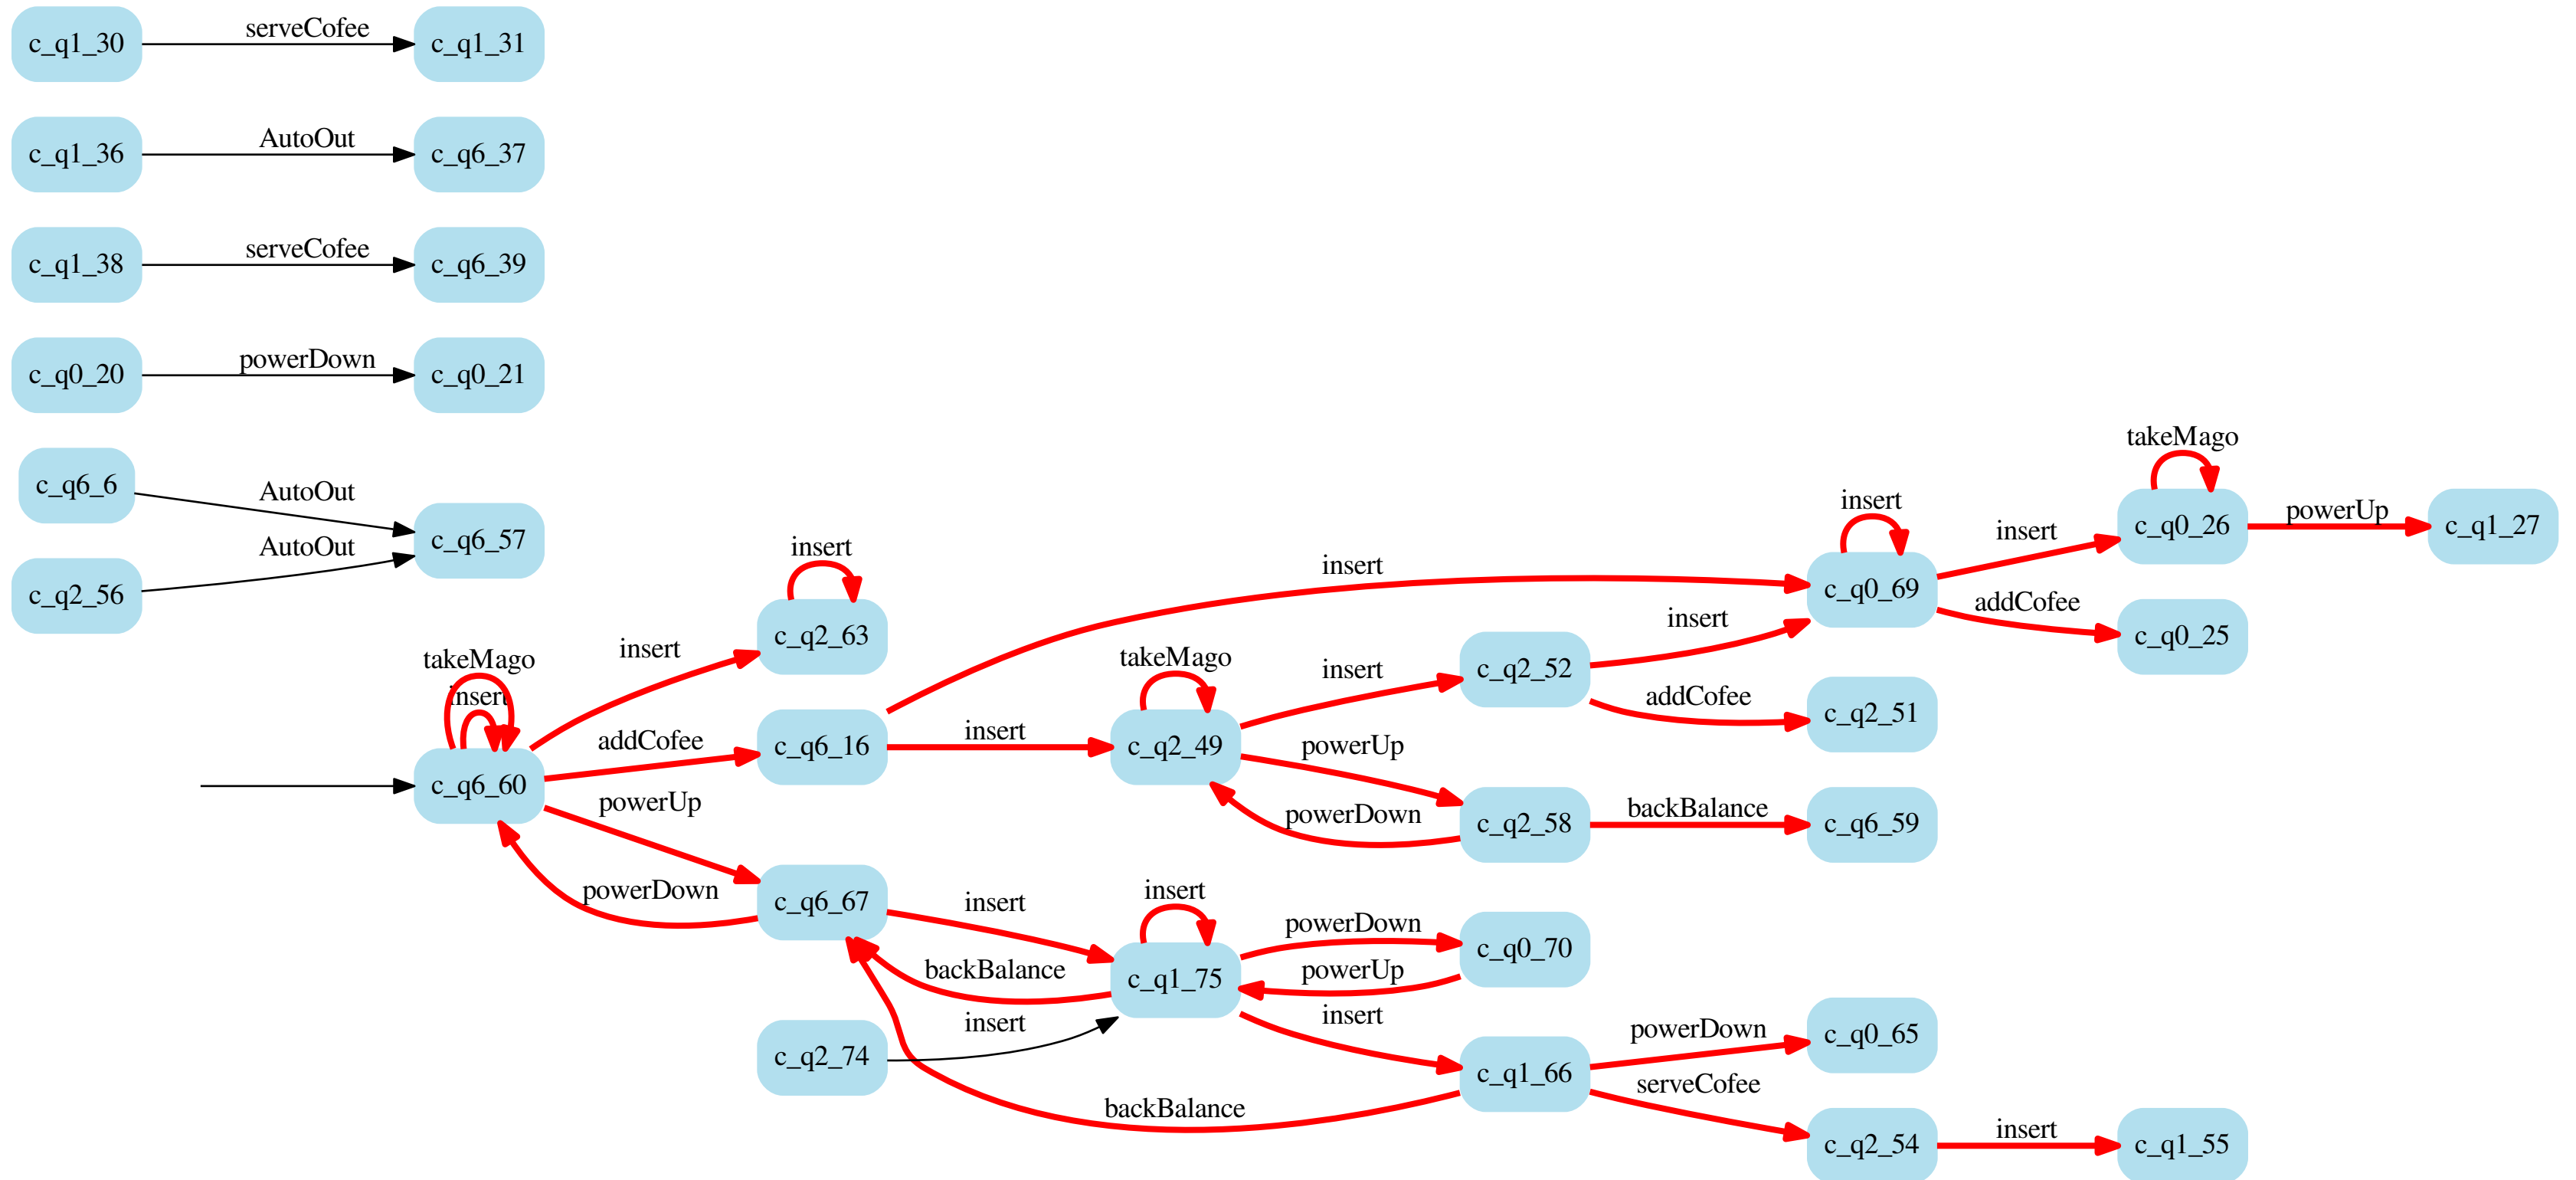 c_q1_30 serveCofee c_q1_31
c_q1_36 AutoOut c_q6_37
c_q1_38 serveCofee c_q6_39
c_q0_20 powerDown c_q0_21
takeMago
c_q6_6 AutoOut
insert
c_q0_26 powerUp c_q1_27
c_q6_57
insert
insert
AutoOut
insert
c_q2_56
c_q0_69
addCofee
insert
c_q2_63
c_q0_25
takeMago
insert
takeMago
insert
c_q2_52
insert
addCofee
c_q2_51
addCofee
c_q6_16
insert
c_q2_49
powerUp
c_q6_60
powerUp
powerDown
c_q2_58
backBalance
c_q6_59
powerDown
c_q6_67
insert
insert
powerDown
c_q0_70
backBalance
c_q1_75
powerUp
insert
insert
c_q2_74
powerDown
c_q0_65
c_q1_66
serveCofee
backBalance
c_q2_54
insert
c_q1_55